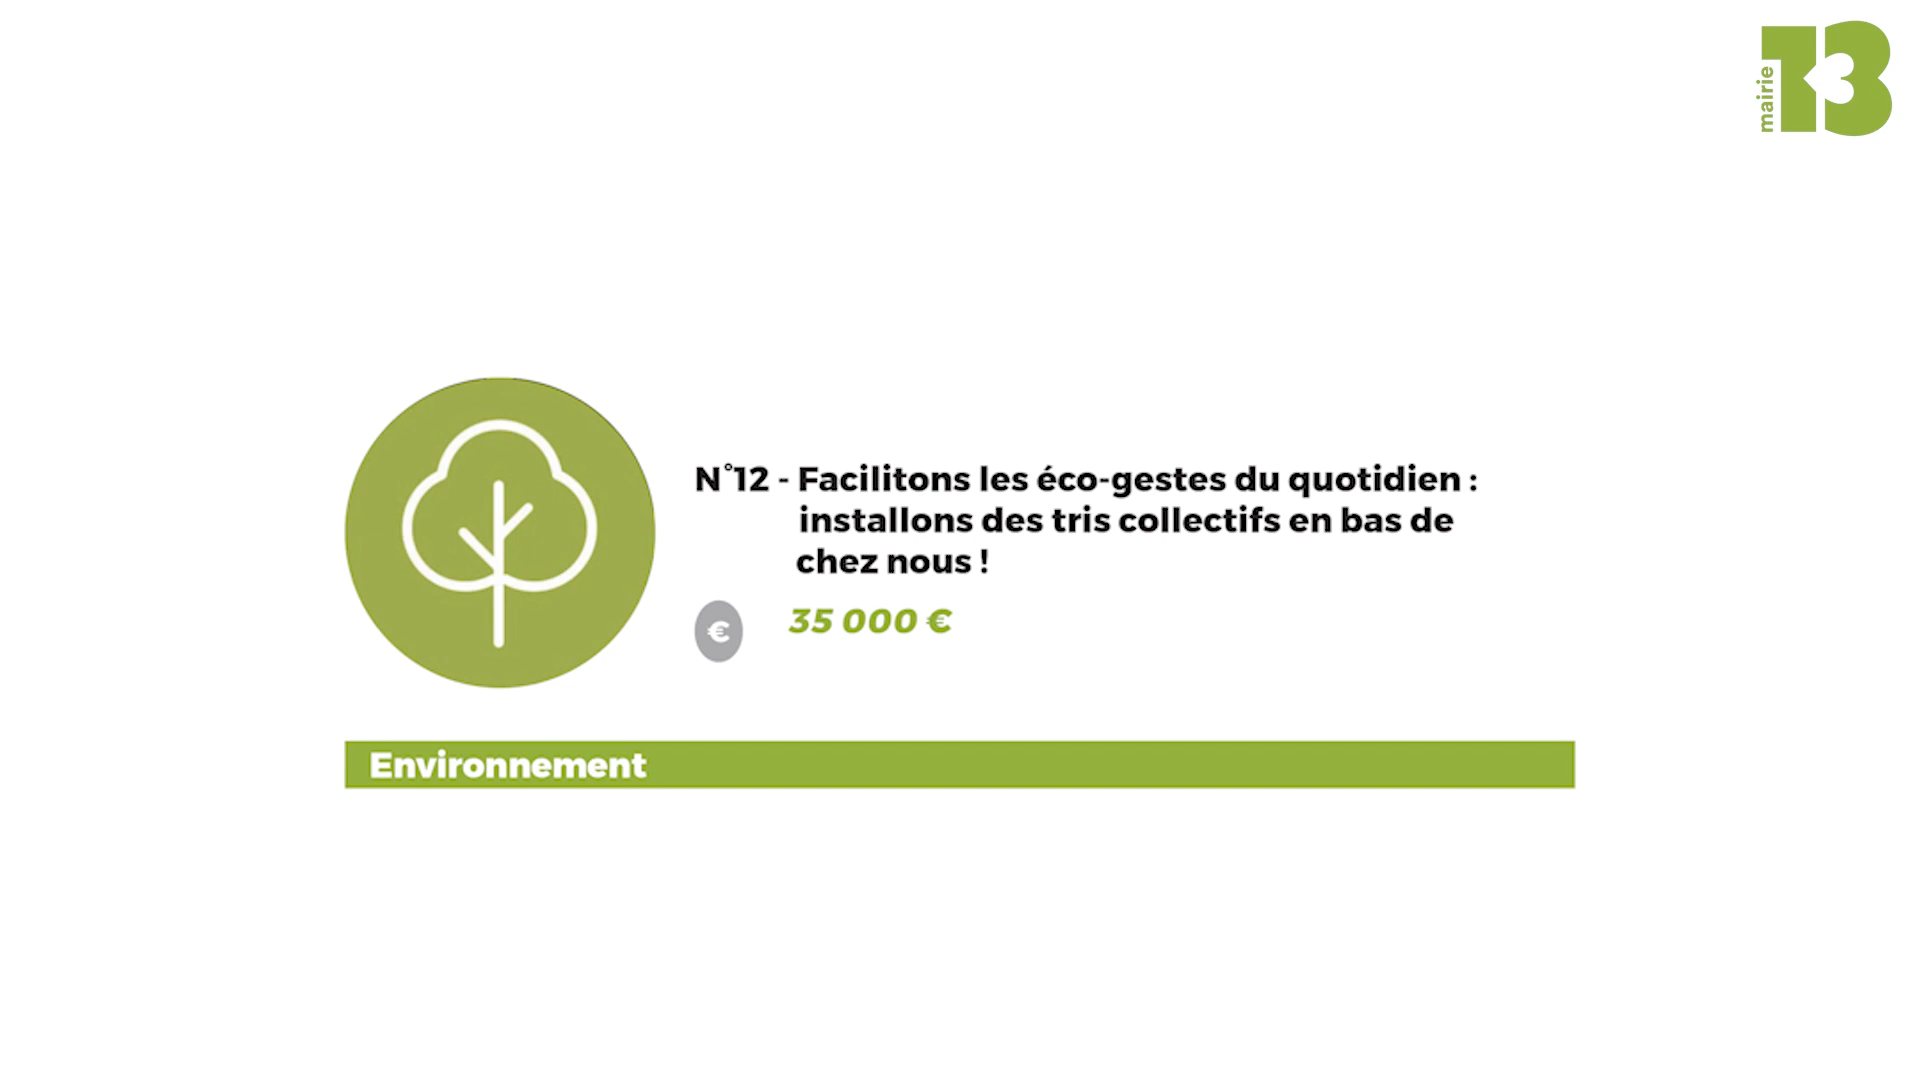 mairie 13
N°12 - Facilitons les éco-gestes du quotidien :
installons des tris collectifs en bas de
chez nous !
€ 35 000 €
Environnement